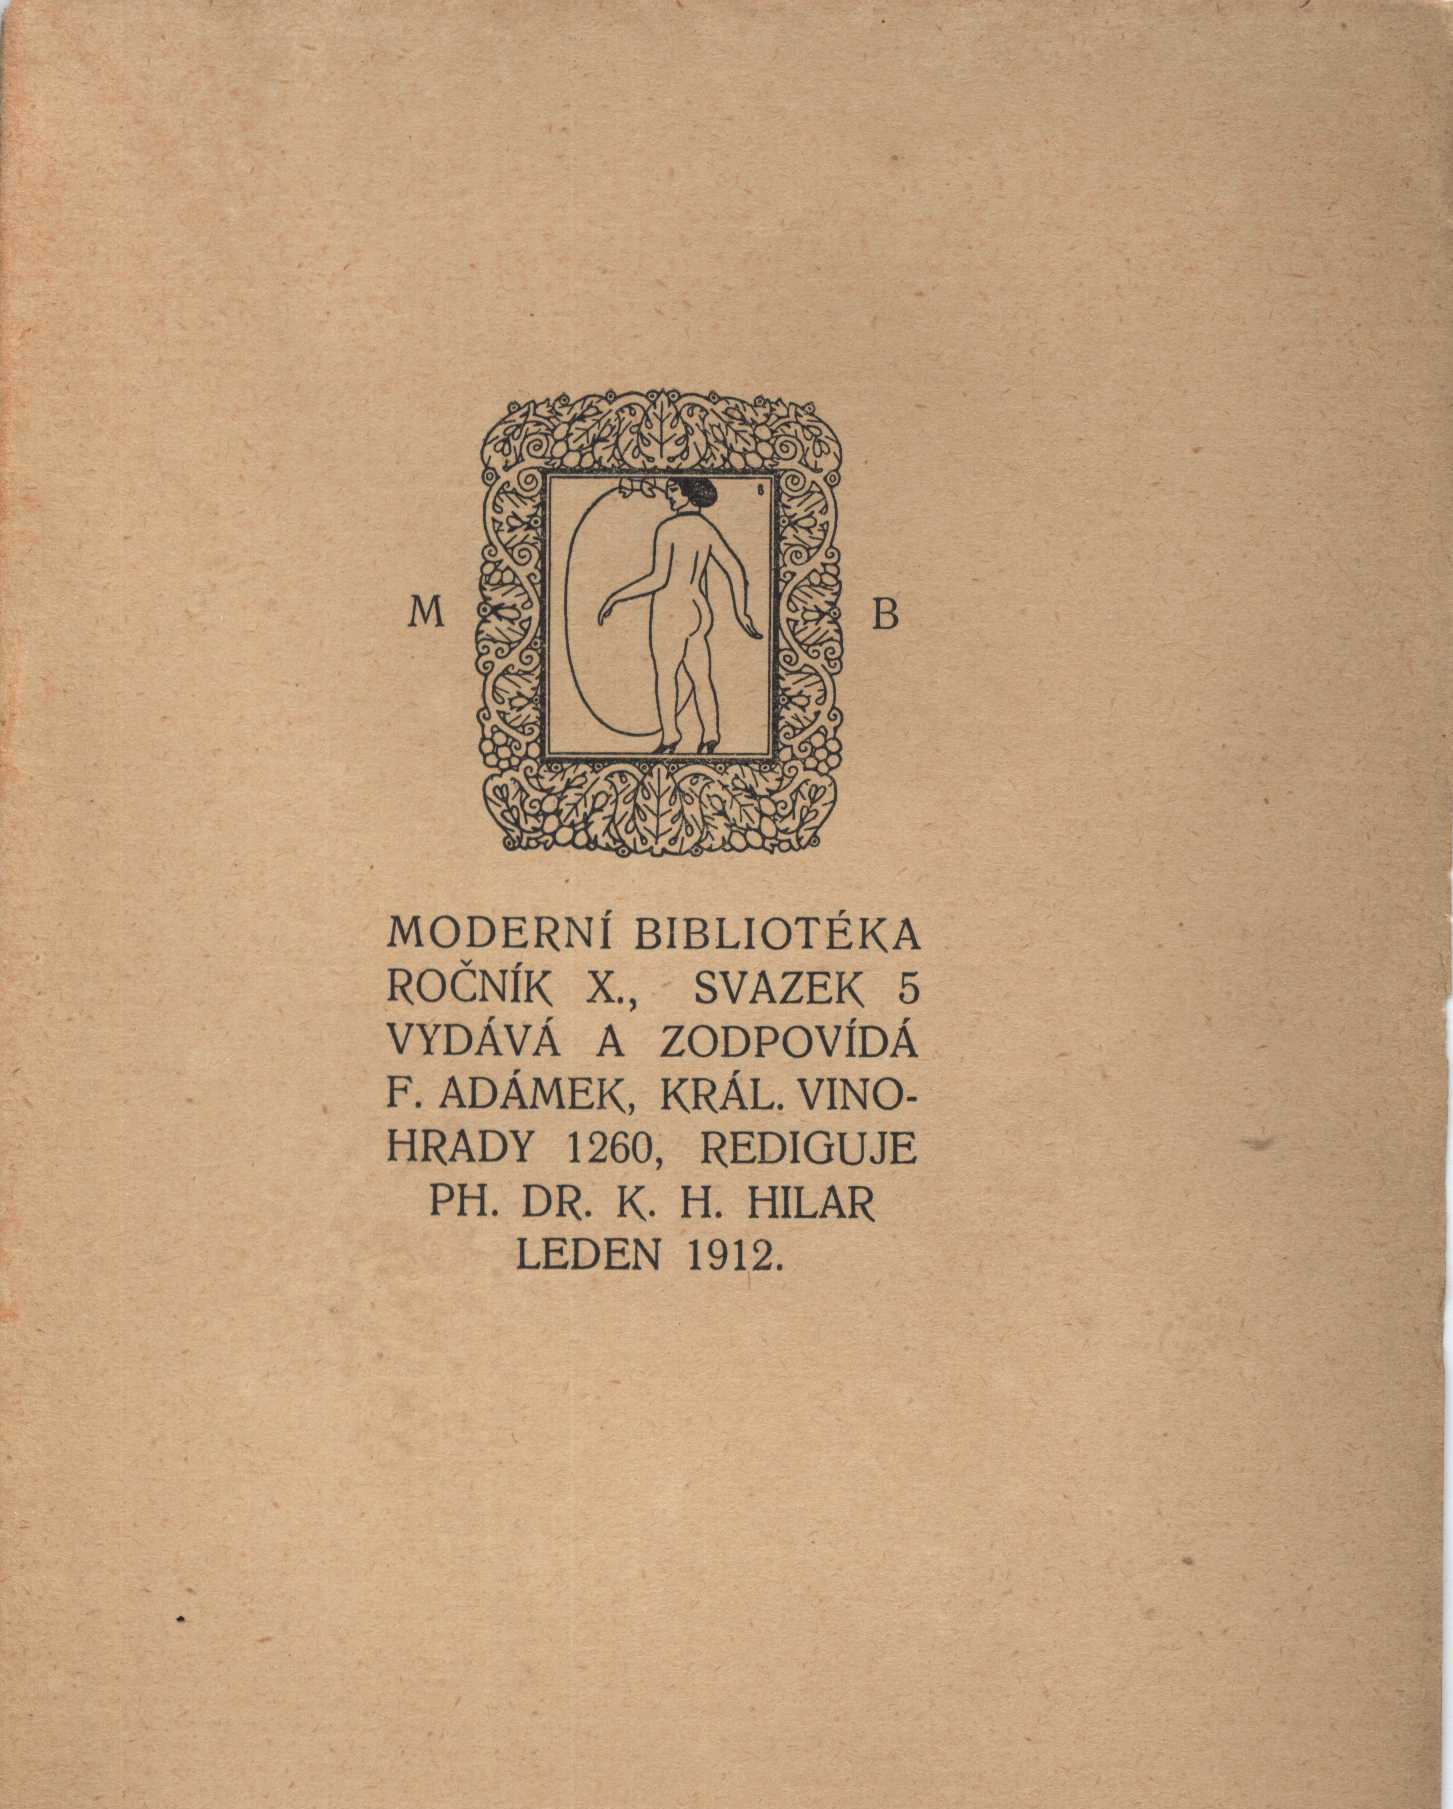 M B
MODERNÍ BIBLIOTÉKA
ROČNÍK X., SVAZEK 5
VYDÁVÁ A ZODPOVÍDÁ
F. ADÁMEK, KRÁL. VINO-
HRADY 1260, REDIGUJE
PH. DR. K. H. HILAR
LEDEN 1912.